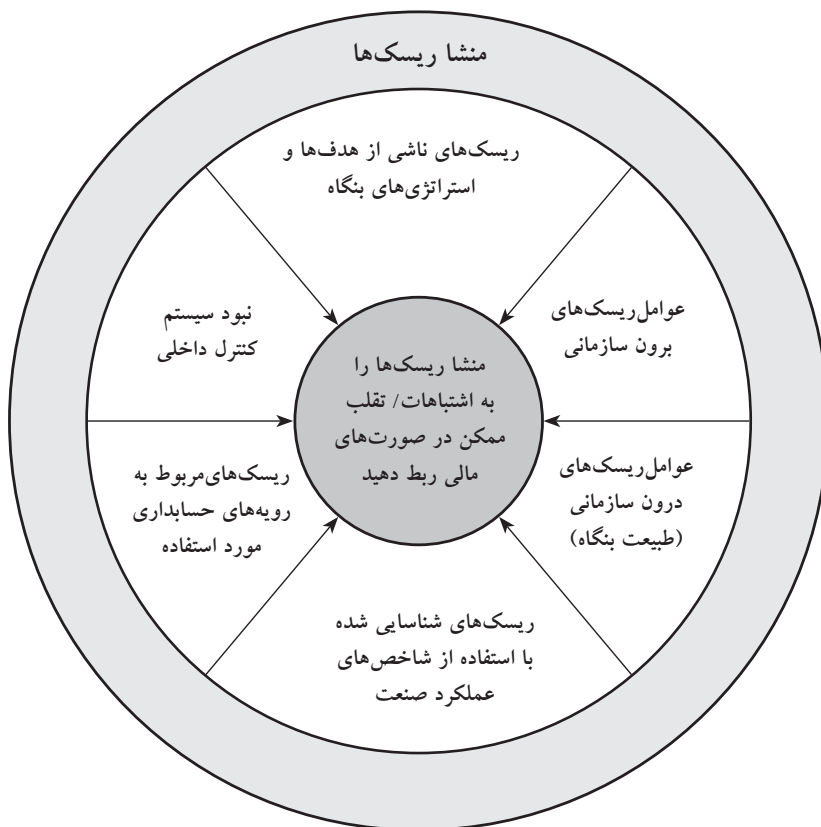 منشا ریسک‌ها
ریسک‌های ناشی از هدف‌ها و
استراتژی‌های بنگاه
عوامل‌ریسک‌های
برون سازمانی
عوامل‌ریسک‌های
درون سازمانی
(طبیعت بنگاه)
ریسک‌های شناسایی شده
با استفاده از شاخص‌های
عملکرد صنعت
ریسک‌های‌مربوط به
رویه‌های حسابداری
مورد استفاده
نبود سیستم
کنترل داخلی
منشا ریسک‌ها را
به اشتباهات/ تقلب
ممکن در صورت‌های
مالی ربط دهید